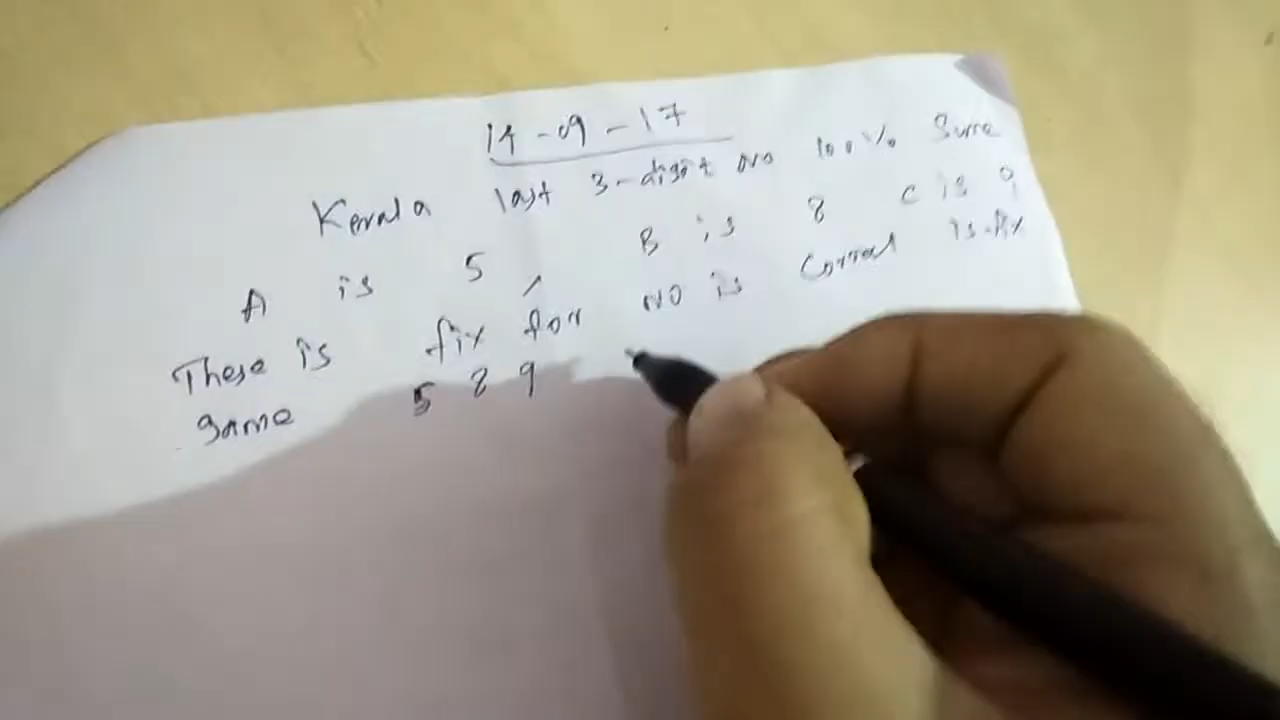 14-09-17
Kerala last 3-digit no 100% Sure
A is 5, B is 8 C is 9
These is fix for no is Correct is fix
game 5 8 9